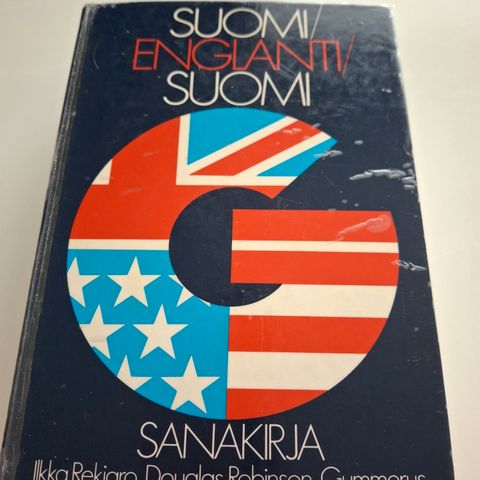 SUOMI/
ENGLANTI/
SUOMI
SANAKIRJA
Ilkka Rekiaro, Douglas Robinson, Gummerus